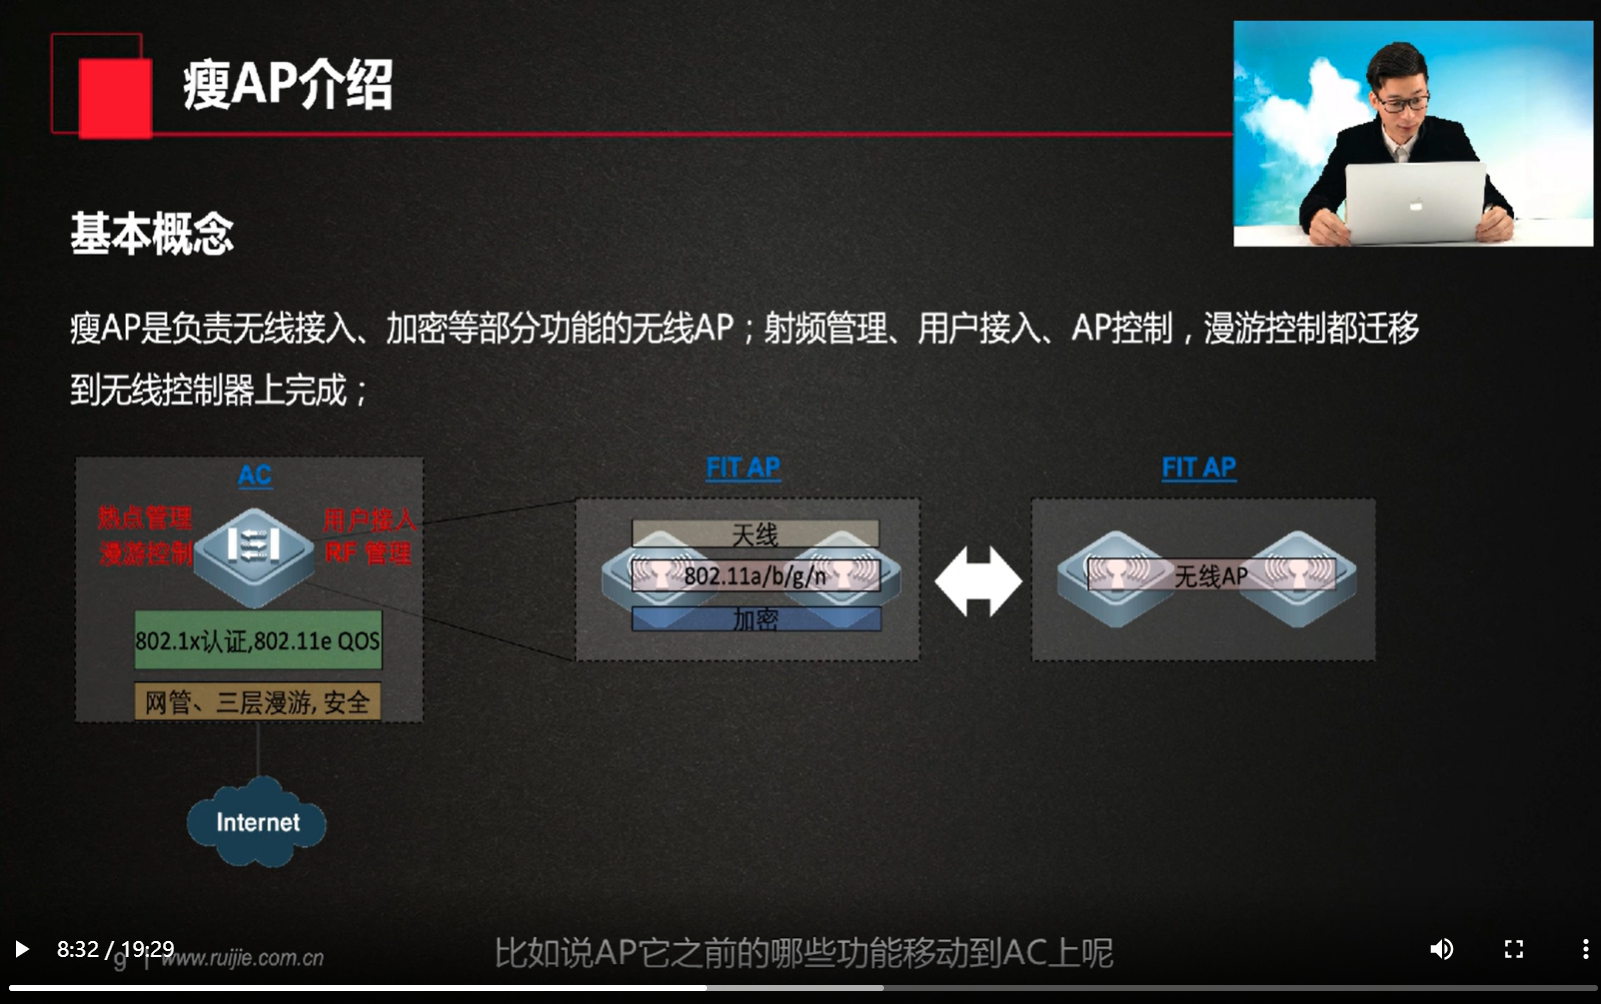 瘦AP介绍
基本概念
瘦AP是负责无线接入、加密等部分功能的无线AP；射频管理、用户接入、AP控制，漫游控制都迁移
到无线控制器上完成；
AC
热点管理
漫游控制
用户接入
RF 管理
802.1x认证,802.11e QOS
网管、三层漫游, 安全
Internet
FIT AP
天线
802.11a/b/g/n
加密
FIT AP
无线AP
比如说AP它之前的哪些功能移动到AC上呢
8:32 / 19:29
www.ruijie.com.cn